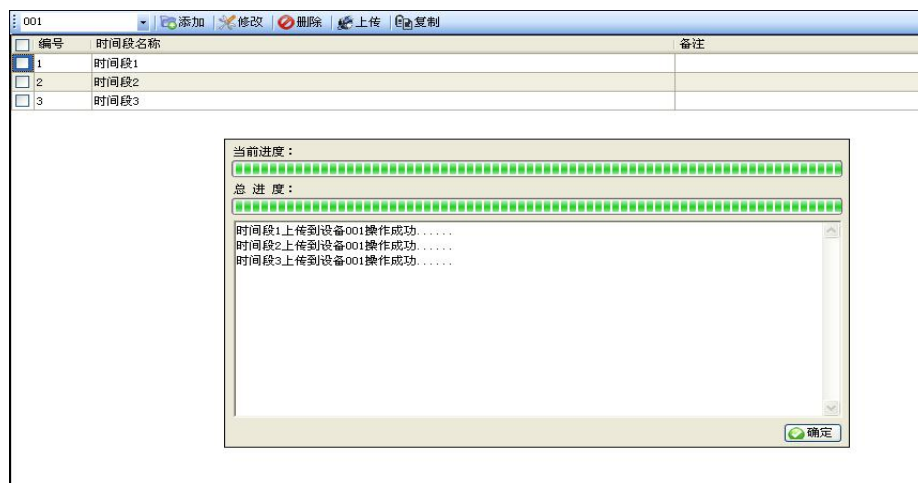 001 添加 修改 删除 上传 复制
编号 时间段名称 备注
1 时间段1
2 时间段2
3 时间段3
当前进度：
总 进 度：
时间段1上传到设备001操作成功......
时间段2上传到设备001操作成功......
时间段3上传到设备001操作成功......
确定